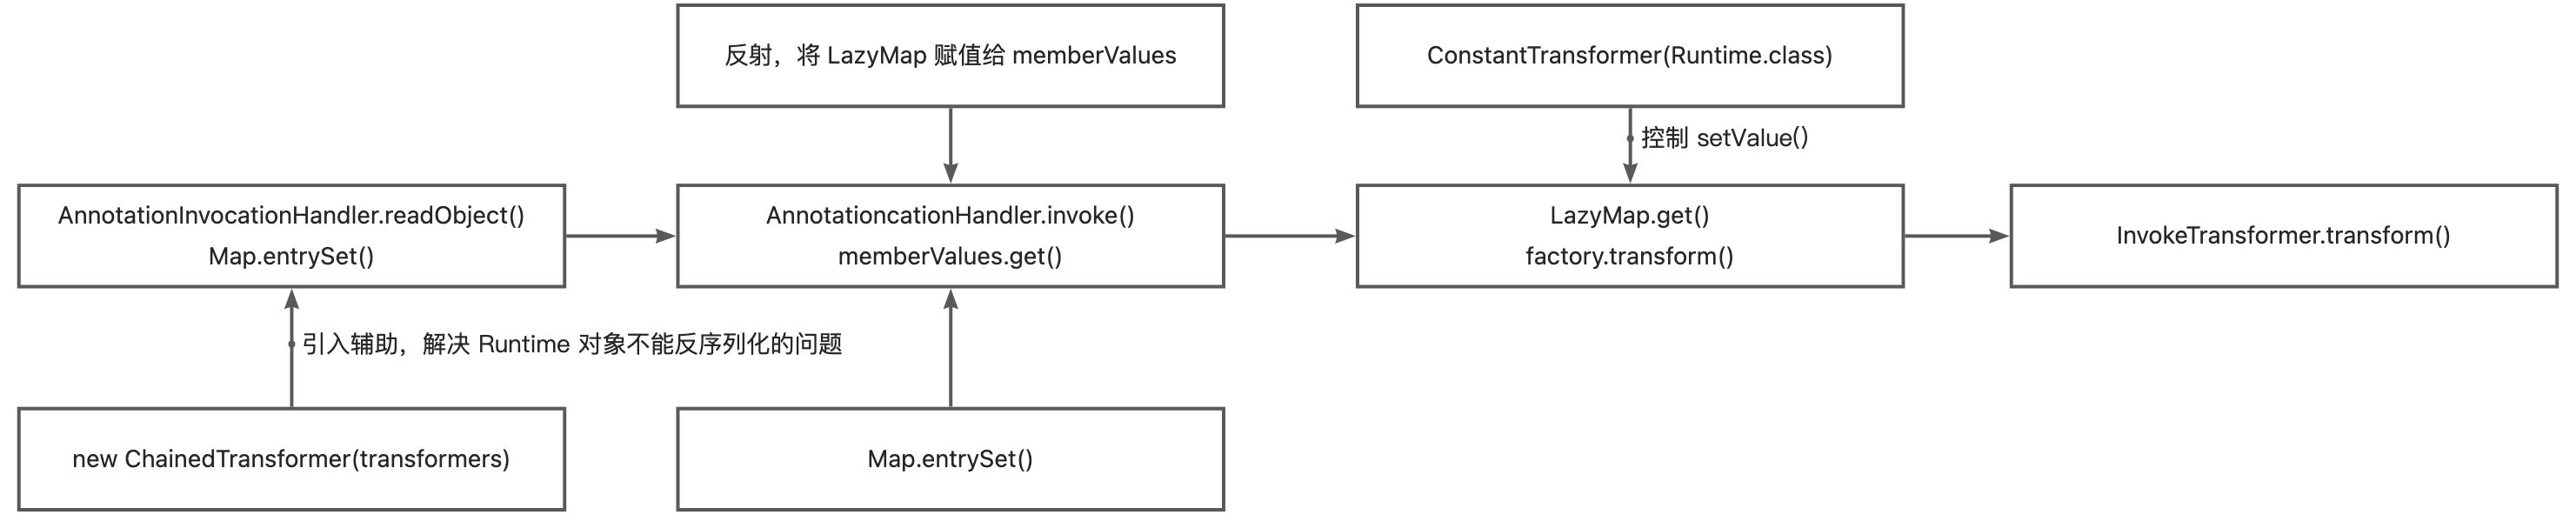 反射，将 LazyMap 赋值给 memberValues
ConstantTransformer(Runtime.class)
控制 setValue()
AnnotationInvocationHandler.readObject()
Map.entrySet()
AnnotationcationHandler.invoke()
memberValues.get()
LazyMap.get()
factory.transform()
InvokeTransformer.transform()
引入辅助，解决 Runtime 对象不能反序列化的问题
new ChainedTransformer(transformers)
Map.entrySet()